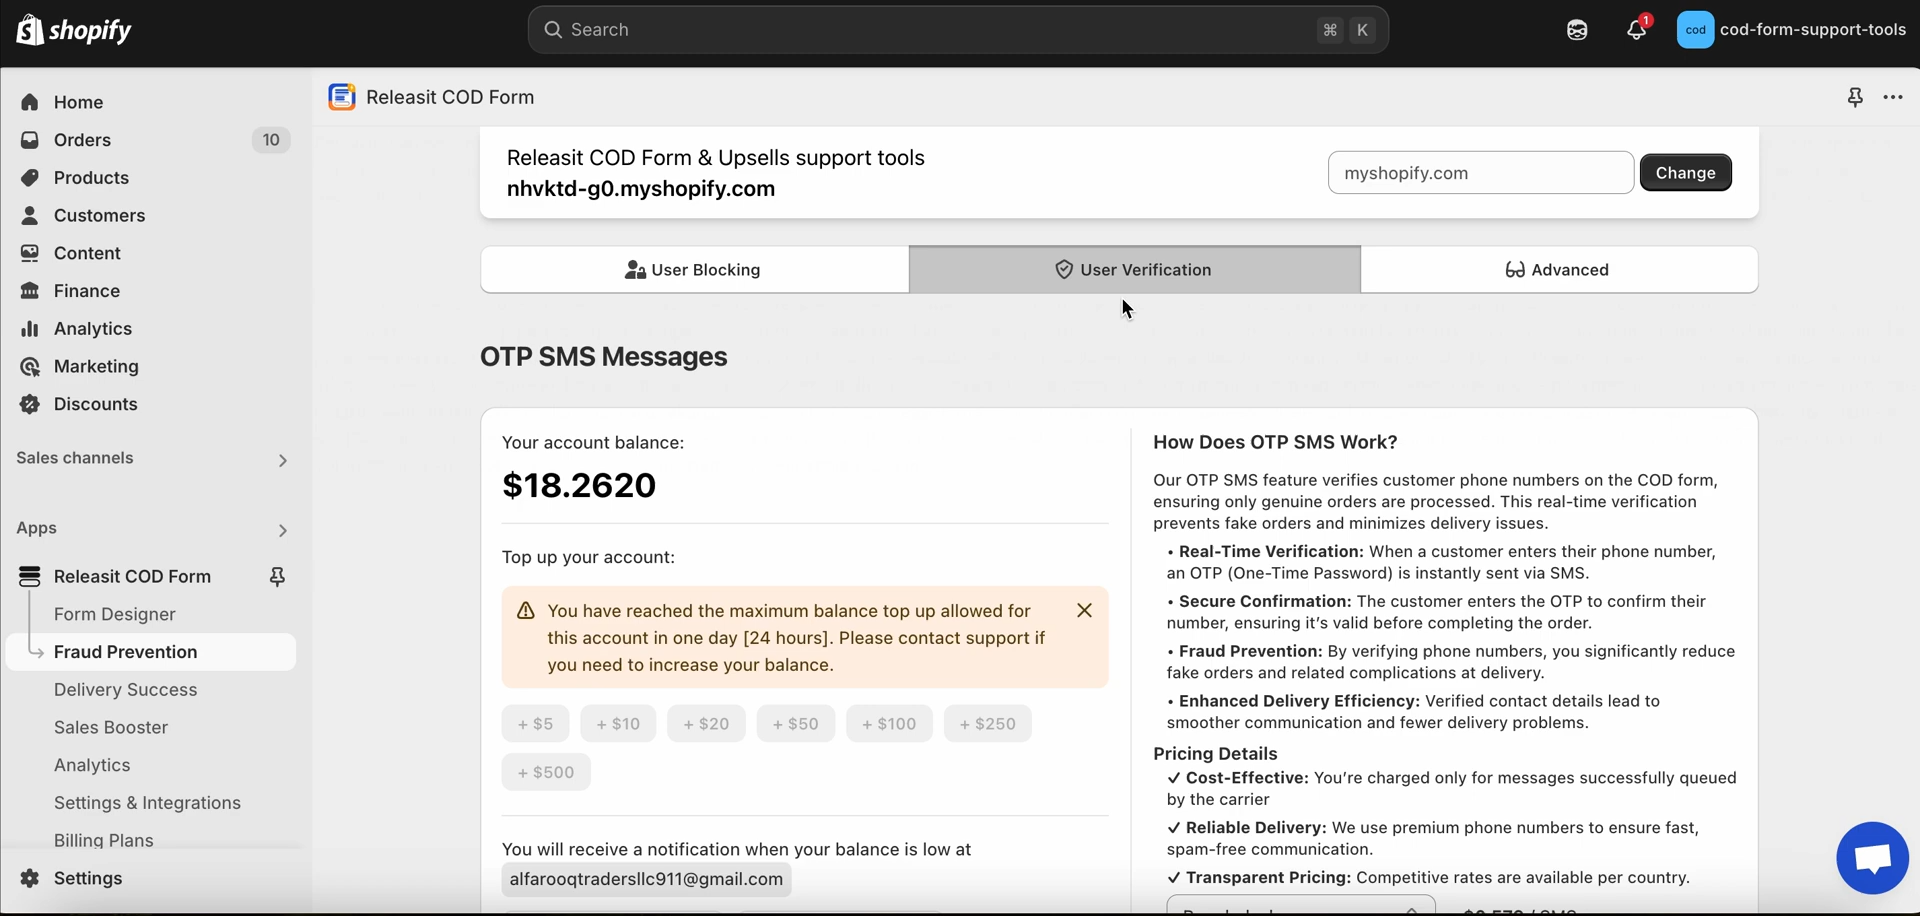 shopify
Search
⌘ K
1
cod
cod-form-support-tools
Home
Orders
10
Products
Customers
Content
Finance
Analytics
Marketing
Discounts
Sales channels
Apps
Releasit COD Form
Form Designer
Fraud Prevention
Delivery Success
Sales Booster
Analytics
Settings & Integrations
Billing Plans
Settings
Releasit COD Form
Releasit COD Form & Upsells support tools
nhvktd-g0.myshopify.com
myshopify.com
Change
User Blocking
User Verification
Advanced
OTP SMS Messages
Your account balance:
$18.2620
Top up your account:
You have reached the maximum balance top up allowed for
this account in one day [24 hours]. Please contact support if
you need to increase your balance.
+ $5
+ $10
+ $20
+ $50
+ $100
+ $250
+ $500
You will receive a notification when your balance is low at
alfarooqtradersllc911@gmail.com
How Does OTP SMS Work?
Our OTP SMS feature verifies customer phone numbers on the COD form,
ensuring only genuine orders are processed. This real-time verification
prevents fake orders and minimizes delivery issues.
• Real-Time Verification: When a customer enters their phone number,
an OTP (One-Time Password) is instantly sent via SMS.
• Secure Confirmation: The customer enters the OTP to confirm their
number, ensuring it's valid before completing the order.
• Fraud Prevention: By verifying phone numbers, you significantly reduce
fake orders and related complications at delivery.
• Enhanced Delivery Efficiency: Verified contact details lead to
smoother communication and fewer delivery problems.
Pricing Details
✓ Cost-Effective: You're charged only for messages successfully queued
by the carrier
✓ Reliable Delivery: We use premium phone numbers to ensure fast,
spam-free communication.
✓ Transparent Pricing: Competitive rates are available per country.